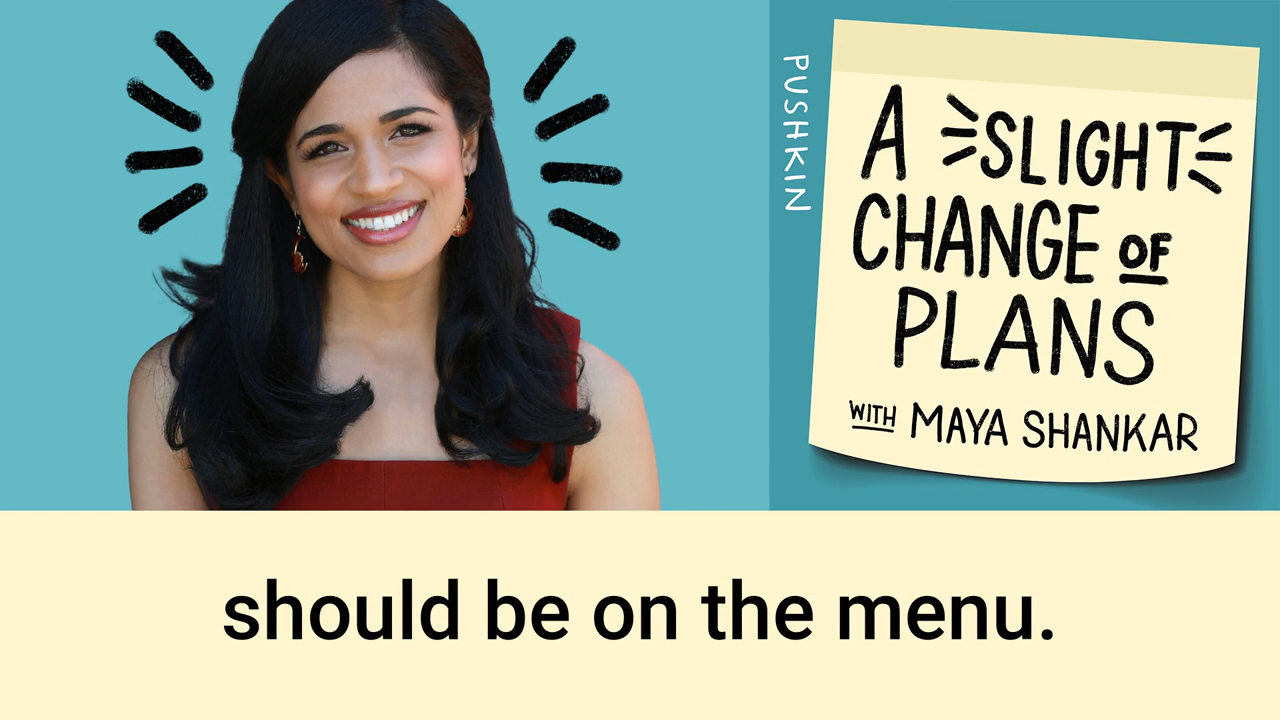 PUSHKIN
A SLIGHT
CHANGE OF
PLANS
WITH MAYA SHANKAR
should be on the menu.